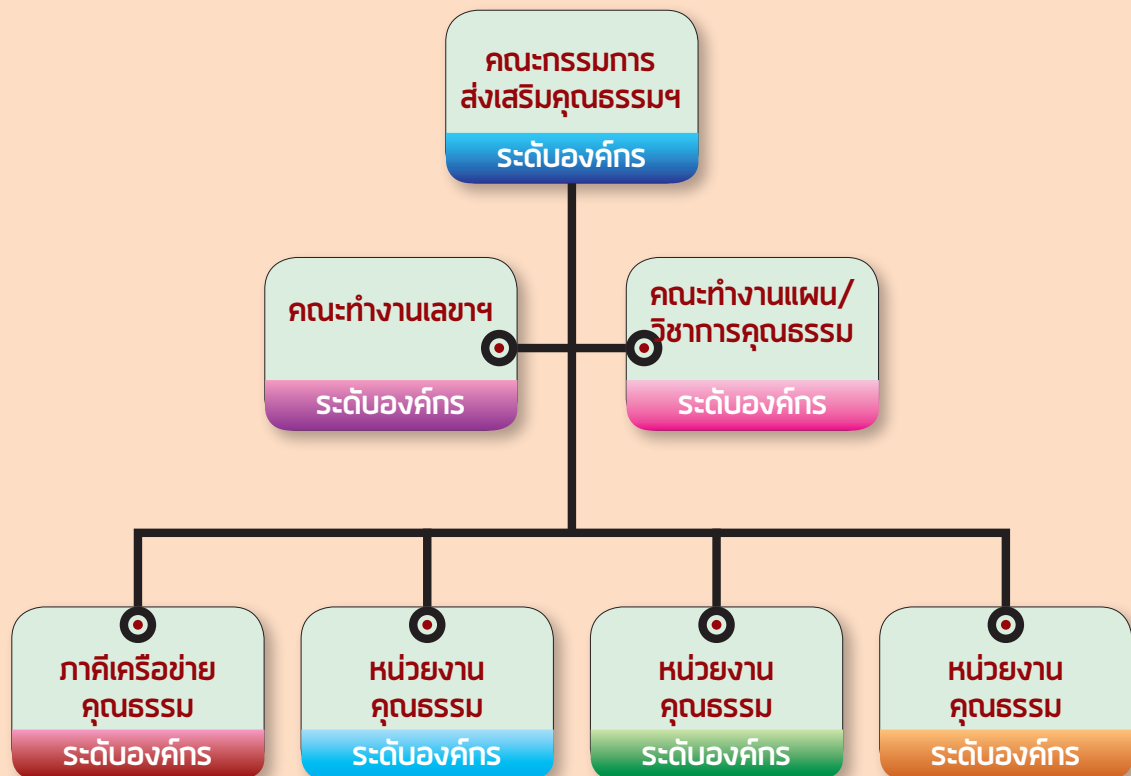 คณะกรรมการ
ส่งเสริมคุณธรรมฯ
ระดับองค์กร
คณะทำงานเลขาฯ
ระดับองค์กร
คณะทำงานแผน/
วิชาการคุณธรรม
ระดับองค์กร
ภาคีเครือข่าย
คุณธรรม
ระดับองค์กร
หน่วยงาน
คุณธรรม
ระดับองค์กร
หน่วยงาน
คุณธรรม
ระดับองค์กร
หน่วยงาน
คุณธรรม
ระดับองค์กร